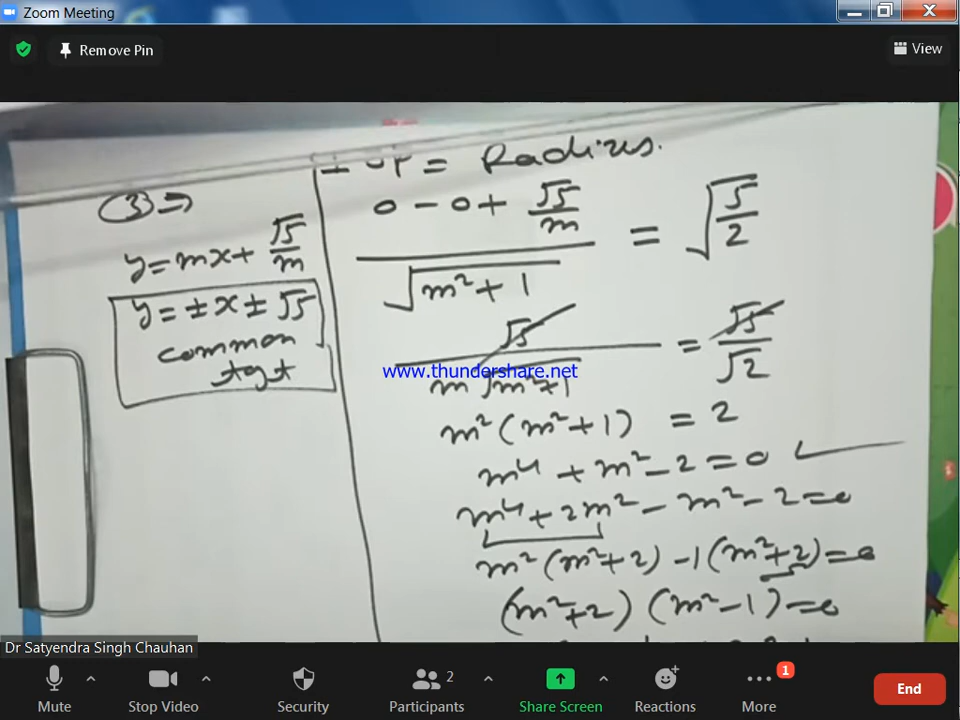 Zoom Meeting
Remove Pin
View
⊥ OP = Radius.
(3) ⇒
y = mx + √5/m
y = ± x ± √5
common
tgt
(0 - 0 + √5/m)/√(m² + 1) = √(5/2)
√5/(m √(m² + 1)) = √5/√2
www.thundershare.net
m² (m² + 1) = 2
m⁴ + m² - 2 = 0
m⁴ + 2m² - m² - 2 = 0
m² (m² + 2) - 1 (m² + 2) = 0
(m² + 2) (m² - 1) = 0
Dr Satyendra Singh Chauhan
Mute
Stop Video
Security
2
Participants
Share Screen
Reactions
1
More
End